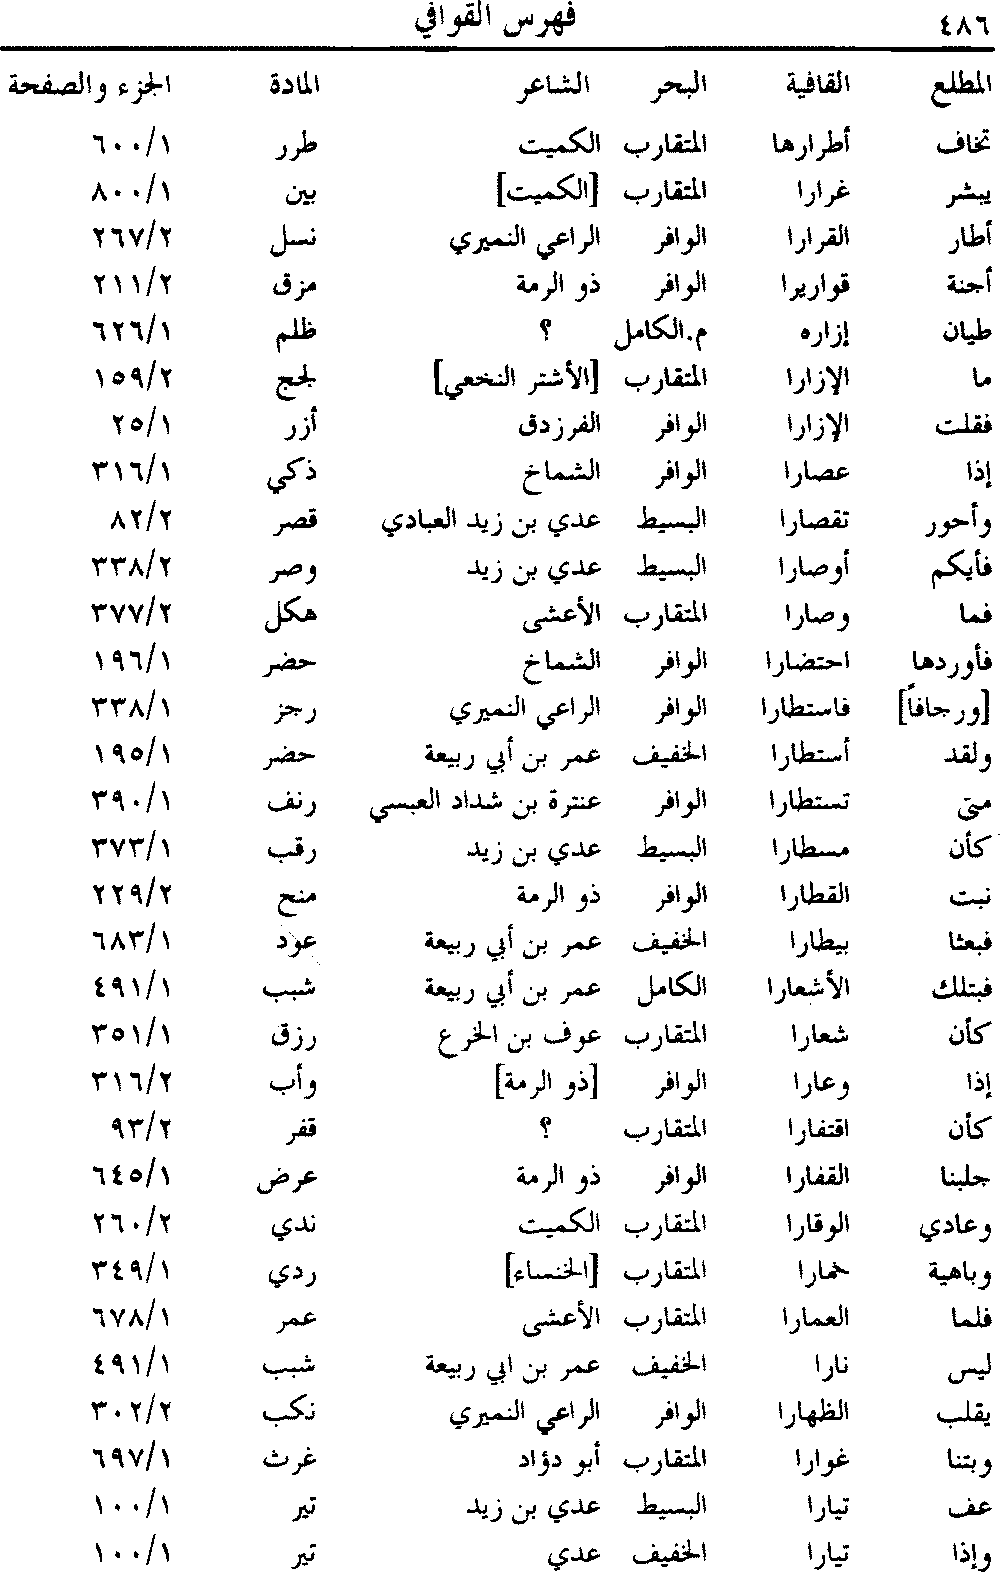 ٤٨٦ فهرس القوافي
المطلع القافية البحر الشاعر المادة الجزء والصفحة
تخاف أطرارها المتقارب الكميت طرر ٦٠٠/١
يبشر غرارا المتقارب [الكميت] بين ٨٠٠/١
أطار القرارا الوافر الراعي النميري نسل ٢٦٧/٢
أجنة قواريرا الوافر ذو الرمة مزق ٢١١/٢
طيان إزاره م.الكامل ؟ ظلم ٦٢٦/١
ما الإزارا المتقارب [الأشتر النخعي] لجج ١٥٩/٢
فقلت الإزارا الوافر الفرزدق أزر ٢٥/١
إذا عصارا الوافر الشماخ ذكي ٣١٦/١
وأحور تقصارا البسيط عدي بن زيد العبادي قصر ٨٢/٢
فأيكم أوصارا البسيط عدي بن زيد وصر ٣٣٨/٢
فما وصارا المتقارب الأعشى هكل ٣٧٧/٢
فأوردها احتضارا الوافر الشماخ حضر ١٩٦/١
[ورجافاً] فاستطارا الوافر الراعي النميري رجز ٣٣٨/١
ولقد أستطارا الخفيف عمر بن أبي ربيعة حضر ١٩٥/١
متى تستطارا الوافر عنترة بن شداد العبسي رنف ٣٩٠/١
كأن مسطارا البسيط عدي بن زيد رقب ٣٧٣/١
نبت القطارا الوافر ذو الرمة منح ٢٢٩/٢
فبعثا بيطارا الخفيف عمر بن أبي ربيعة عود ٦٨٣/١
فبتلك الأشعارا الكامل عمر بن أبي ربيعة شبب ٤٩١/١
كأن شعارا المتقارب عوف بن الخرع رزق ٣٥١/١
إذا وعارا الوافر [ذو الرمة] وأب ٣١٦/٢
كأن اقتفارا المتقارب ؟ قفر ٩٣/٢
جلبنا القفارا الوافر ذو الرمة عرض ٦٤٥/١
وعادي الوقارا المتقارب الكميت ندي ٢٦٠/٢
وباهية خمارا المتقارب [الخنساء] ردي ٣٤٩/١
فلما العمارا المتقارب الأعشى عمر ٦٧٨/١
ليس نارا الخفيف عمر بن ابي ربيعة شبب ٤٩١/١
يقلب الظهارا الوافر الراعي النميري نكب ٣٠٢/٢
وبتنا غوارا المتقارب أبو دؤاد غرث ٦٩٧/١
عف تيارا البسيط عدي بن زيد تير ١٠٠/١
وإذا تيارا الخفيف عدي تير ١٠٠/١